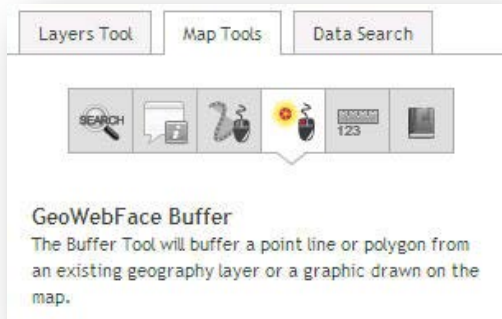 Layers Tool Map Tools Data Search
SEARCH i 123
GeoWebFace Buffer
The Buffer Tool will buffer a point line or polygon from
an existing geography layer or a graphic drawn on the
map.